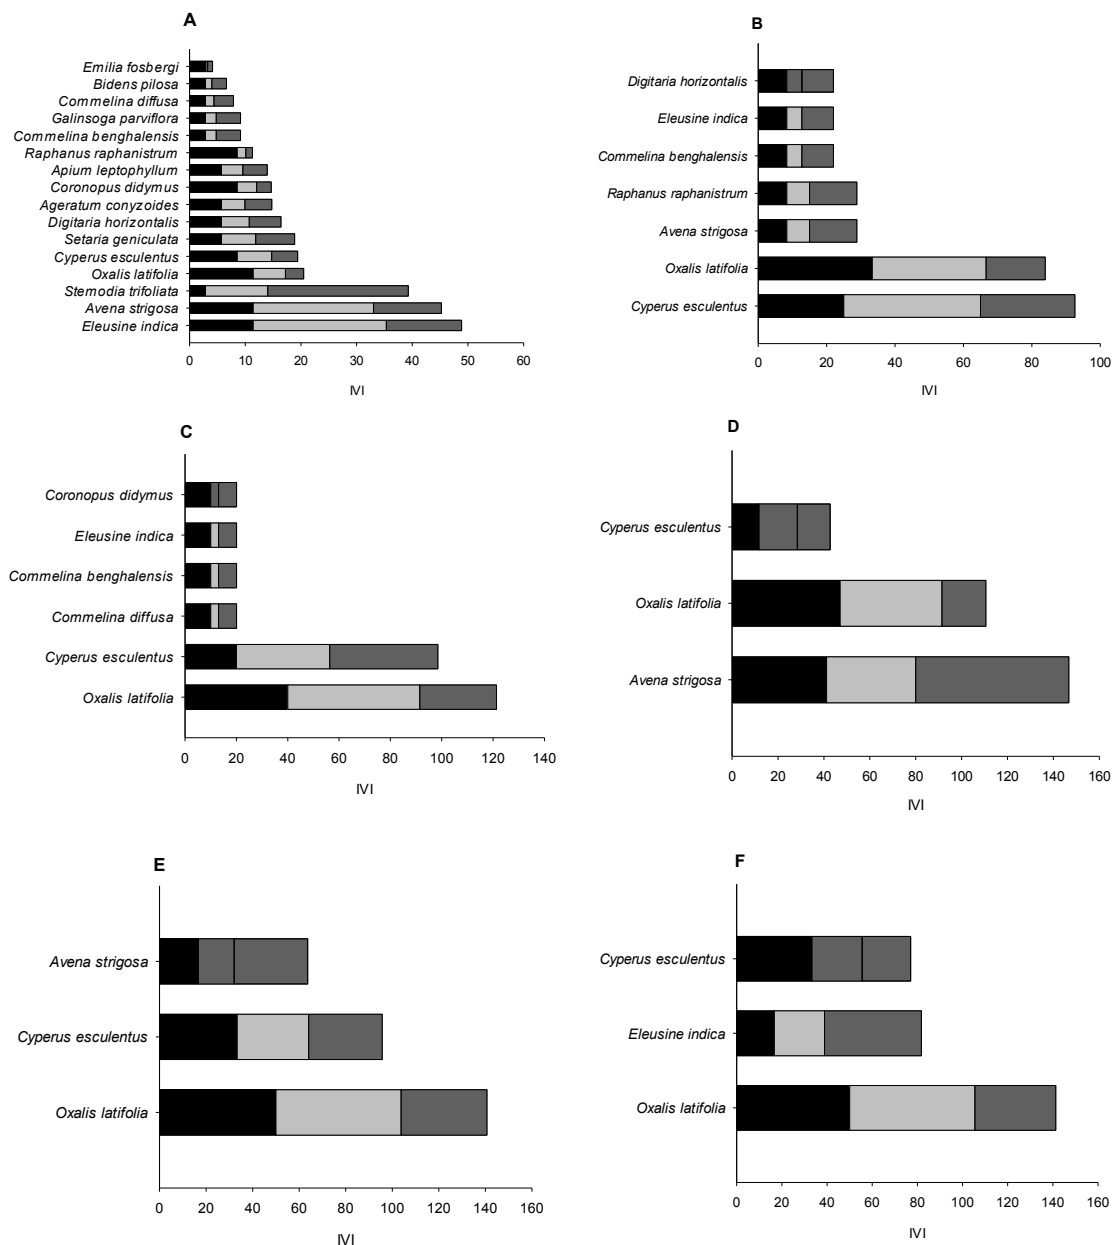 A
Emilia fosbergi
Bidens pilosa
Commelina diffusa
Galinsoga parviflora
Commelina benghalensis
Raphanus raphanistrum
Apium leptophyllum
Coronopus didymus
Ageratum conyzoides
Digitaria horizontalis
Setaria geniculata
Cyperus esculentus
Oxalis latifolia
Stemodia trifoliata
Avena strigosa
Eleusine indica
0 10 20 30 40 50 60
IVI
B
Digitaria horizontalis
Eleusine indica
Commelina benghalensis
Raphanus raphanistrum
Avena strigosa
Oxalis latifolia
Cyperus esculentus
0 20 40 60 80 100
IVI
C
Coronopus didymus
Eleusine indica
Commelina benghalensis
Commelina diffusa
Cyperus esculentus
Oxalis latifolia
0 20 40 60 80 100 120 140
IVI
D
Cyperus esculentus
Oxalis latifolia
Avena strigosa
0 20 40 60 80 100 120 140 160
IVI
E
Avena strigosa
Cyperus esculentus
Oxalis latifolia
0 20 40 60 80 100 120 140 160
IVI
F
Cyperus esculentus
Eleusine indica
Oxalis latifolia
0 20 40 60 80 100 120 140 160
IVI